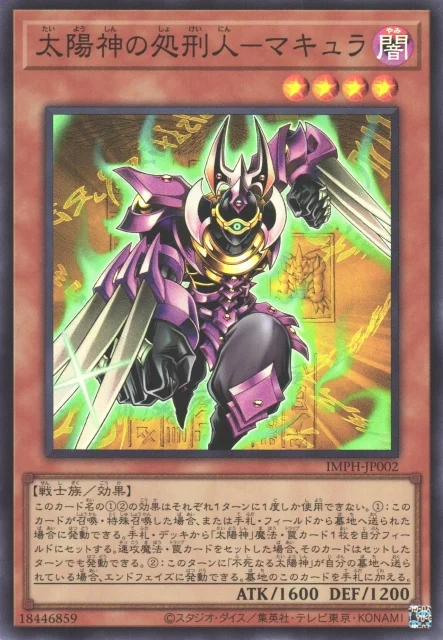 太陽神の処刑人－マキュラ
闇
IMPH-JP002
【戦士族／効果】
このカード名の①②の効果はそれぞれ1ターンに1度しか使用できない。①：こ
のカードが召喚・特殊召喚した場合、または手札・フィールドから墓地へ送られた
場合に発動できる。手札・デッキから「太陽神」魔法・罠カード1枚を自分フィー
ルドにセットする。速攻魔法・罠カードをセットした場合、そのカードはセットした
ターンでも発動できる。②：このターンに「不死なる太陽神」が自分の墓地へ送
られている場合、エンドフェイズに発動できる。墓地のこのカードを手札に加える。
ATK/1600 DEF/1200
18446859 ©スタジオ・ダイス／集英社・テレビ東京・KONAMI